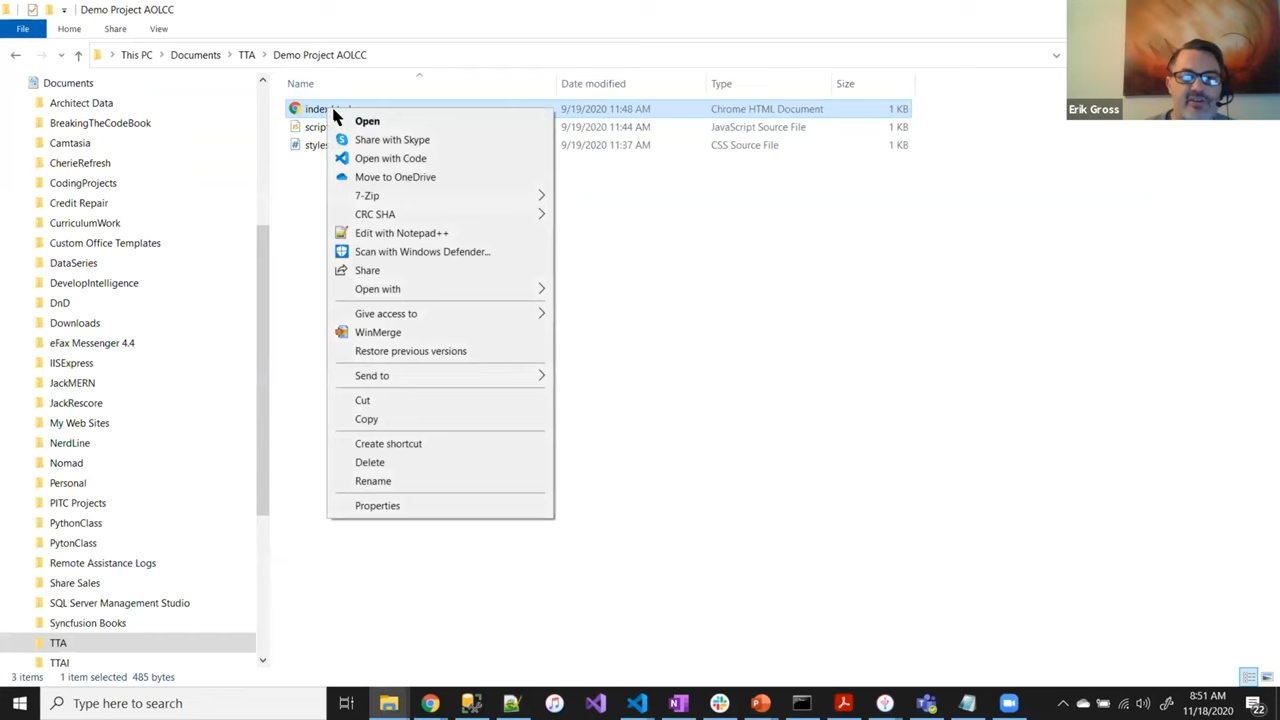 Demo Project AOLCC
File Home Share View
This PC Documents TTA Demo Project AOLCC
Name Date modified Type Size
9/19/2020 11:48 AM Chrome HTML Document 1 KB
9/19/2020 11:44 AM JavaScript Source File 1 KB
9/19/2020 11:37 AM CSS Source File 1 KB
Erik Gross
Documents
Architect Data
BreakingTheCodeBook
Camtasia
CherieRefresh
CodingProjects
Credit Repair
CurriculumWork
Custom Office Templates
DataSeries
DevelopIntelligence
DnD
Downloads
eFax Messenger 4.4
IISExpress
JackMERN
JackRescore
My Web Sites
NerdLine
Nomad
Personal
PITC Projects
PythonClass
PytonClass
Remote Assistance Logs
Share Sales
SQL Server Management Studio
Syncfusion Books
TTA
TTAI
Open
Share with Skype
Open with Code
Move to OneDrive
7-Zip
CRC SHA
Edit with Notepad++
Scan with Windows Defender...
Share
Open with
Give access to
WinMerge
Restore previous versions
Send to
Cut
Copy
Create shortcut
Delete
Rename
Properties
3 items 1 item selected 485 bytes
Type here to search
8:51 AM
11/18/2020
22